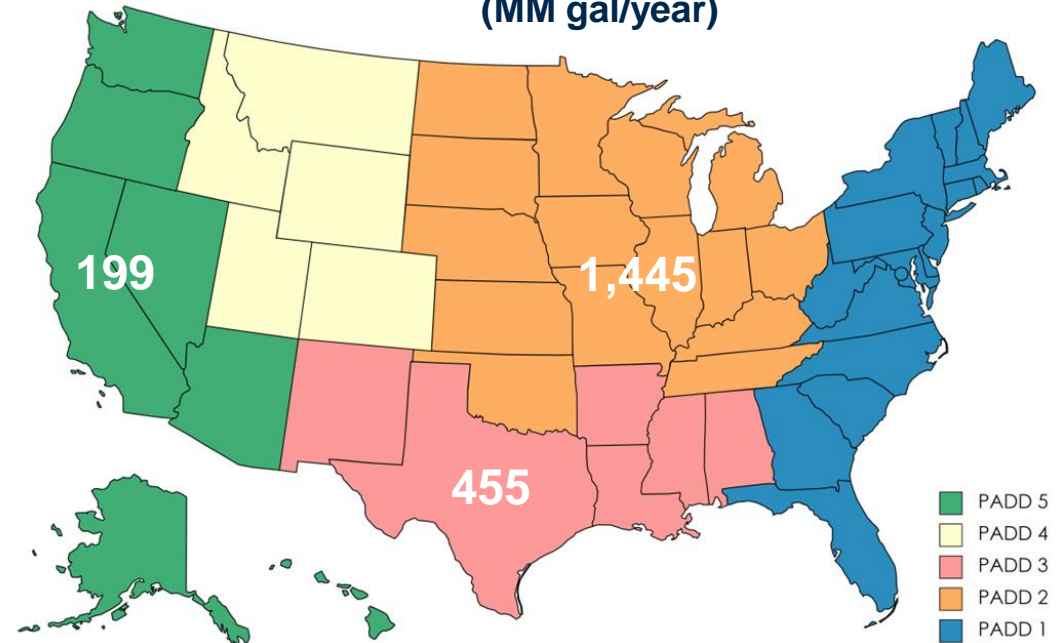 (MM gal/year)
199
1,445
455
PADD 5
PADD 4
PADD 3
PADD 2
PADD 1